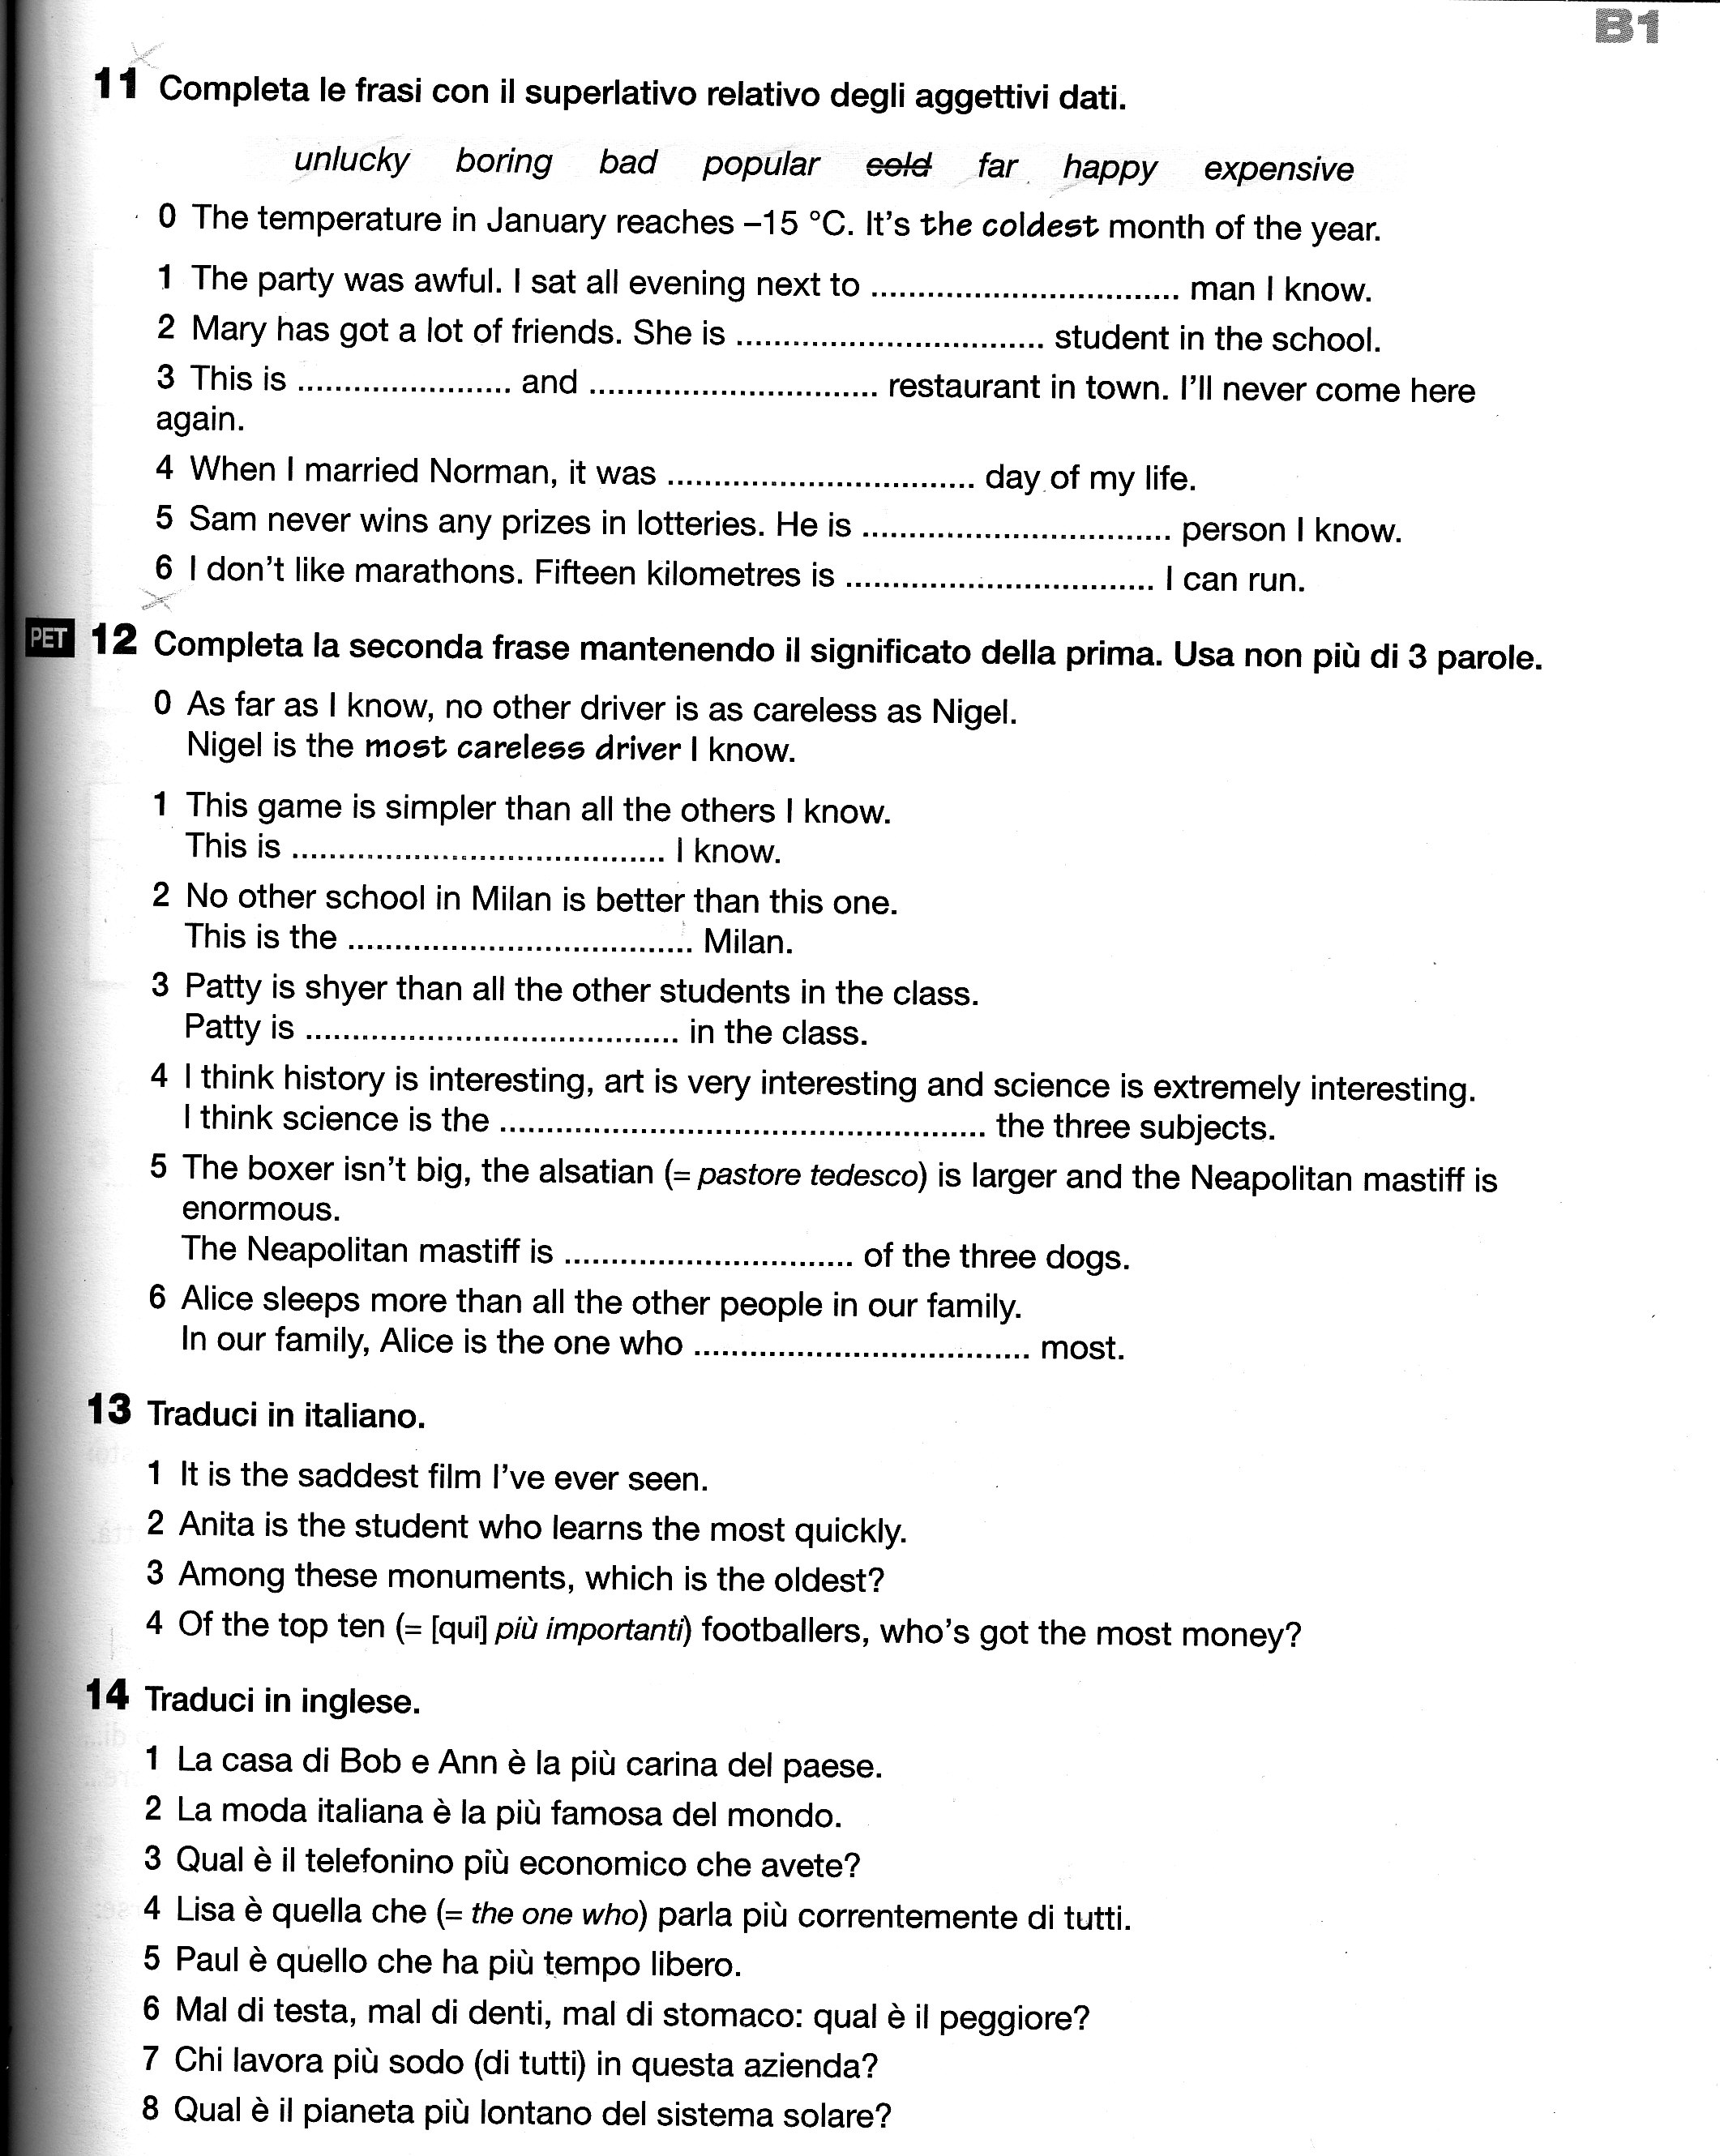 B1
11 Completa le frasi con il superlativo relativo degli aggettivi dati.
unlucky boring bad popular cold far happy expensive
0 The temperature in January reaches –15 °C. It's the coldest month of the year.
1 The party was awful. I sat all evening next to ................................. man I know.
2 Mary has got a lot of friends. She is ................................. student in the school.
3 This is ....................... and ............................... restaurant in town. I'll never come here
again.
4 When I married Norman, it was ................................. day of my life.
5 Sam never wins any prizes in lotteries. He is ................................. person I know.
6 I don't like marathons. Fifteen kilometres is ................................. I can run.
PET 12 Completa la seconda frase mantenendo il significato della prima. Usa non più di 3 parole.
0 As far as I know, no other driver is as careless as Nigel.
Nigel is the most careless driver I know.
1 This game is simpler than all the others I know.
This is ........................................ I know.
2 No other school in Milan is better than this one.
This is the ..................................... Milan.
3 Patty is shyer than all the other students in the class.
Patty is ........................................ in the class.
4 I think history is interesting, art is very interesting and science is extremely interesting.
I think science is the .................................................... the three subjects.
5 The boxer isn't big, the alsatian (= pastore tedesco) is larger and the Neapolitan mastiff is
enormous.
The Neapolitan mastiff is ............................... of the three dogs.
6 Alice sleeps more than all the other people in our family.
In our family, Alice is the one who .................................... most.
13 Traduci in italiano.
1 It is the saddest film I've ever seen.
2 Anita is the student who learns the most quickly.
3 Among these monuments, which is the oldest?
4 Of the top ten (= [qui] più importanti) footballers, who's got the most money?
14 Traduci in inglese.
1 La casa di Bob e Ann è la più carina del paese.
2 La moda italiana è la più famosa del mondo.
3 Qual è il telefonino più economico che avete?
4 Lisa è quella che (= the one who) parla più correntemente di tutti.
5 Paul è quello che ha più tempo libero.
6 Mal di testa, mal di denti, mal di stomaco: qual è il peggiore?
7 Chi lavora più sodo (di tutti) in questa azienda?
8 Qual è il pianeta più lontano del sistema solare?